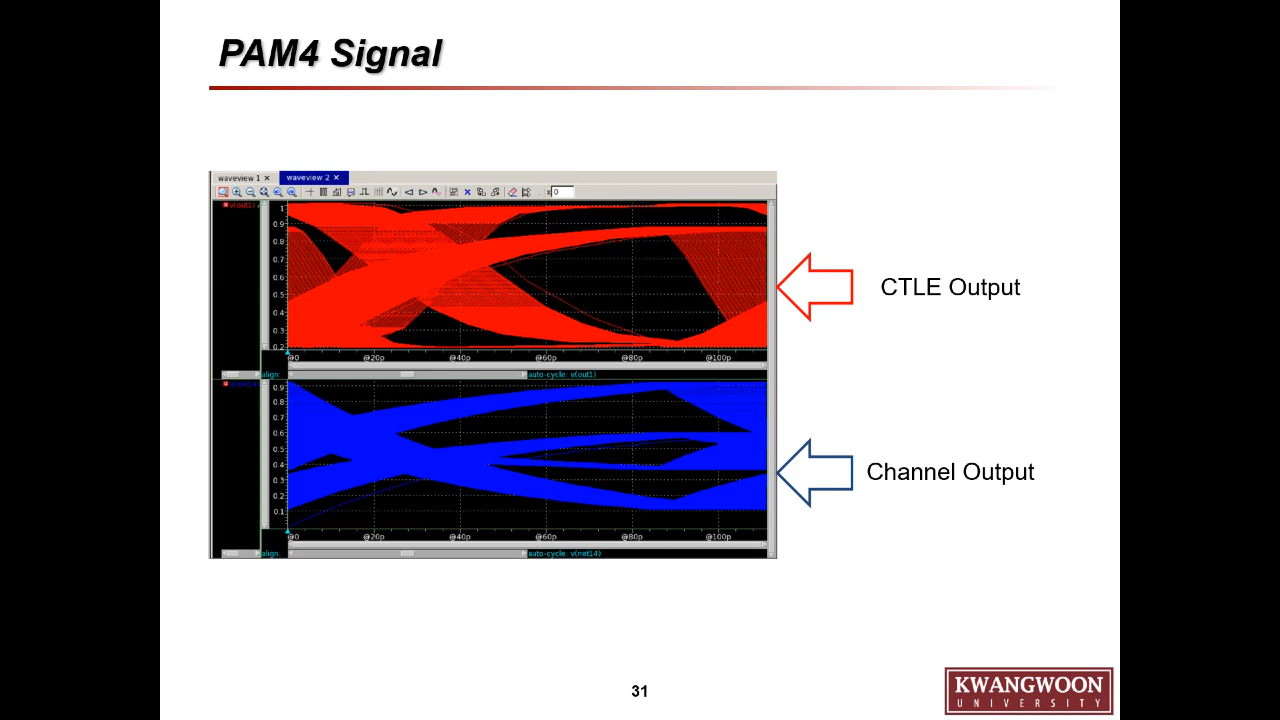 PAM4 Signal
waveview 1 ×
waveview 2 ×
x 0
v(out1)
1
0.9
0.8
0.7
0.6
0.5
0.4
0.3
0.2
@0 @20p @40p @60p @80p @100p
align: auto-cycle: v(out1)
0.9
0.8
0.7
0.6
0.5
0.4
0.3
0.2
0.1
@0 @20p @40p @60p @80p @100p
align: auto-cycle: v(net14)
CTLE Output
Channel Output
31
KWANGWOON
UNIVERSITY